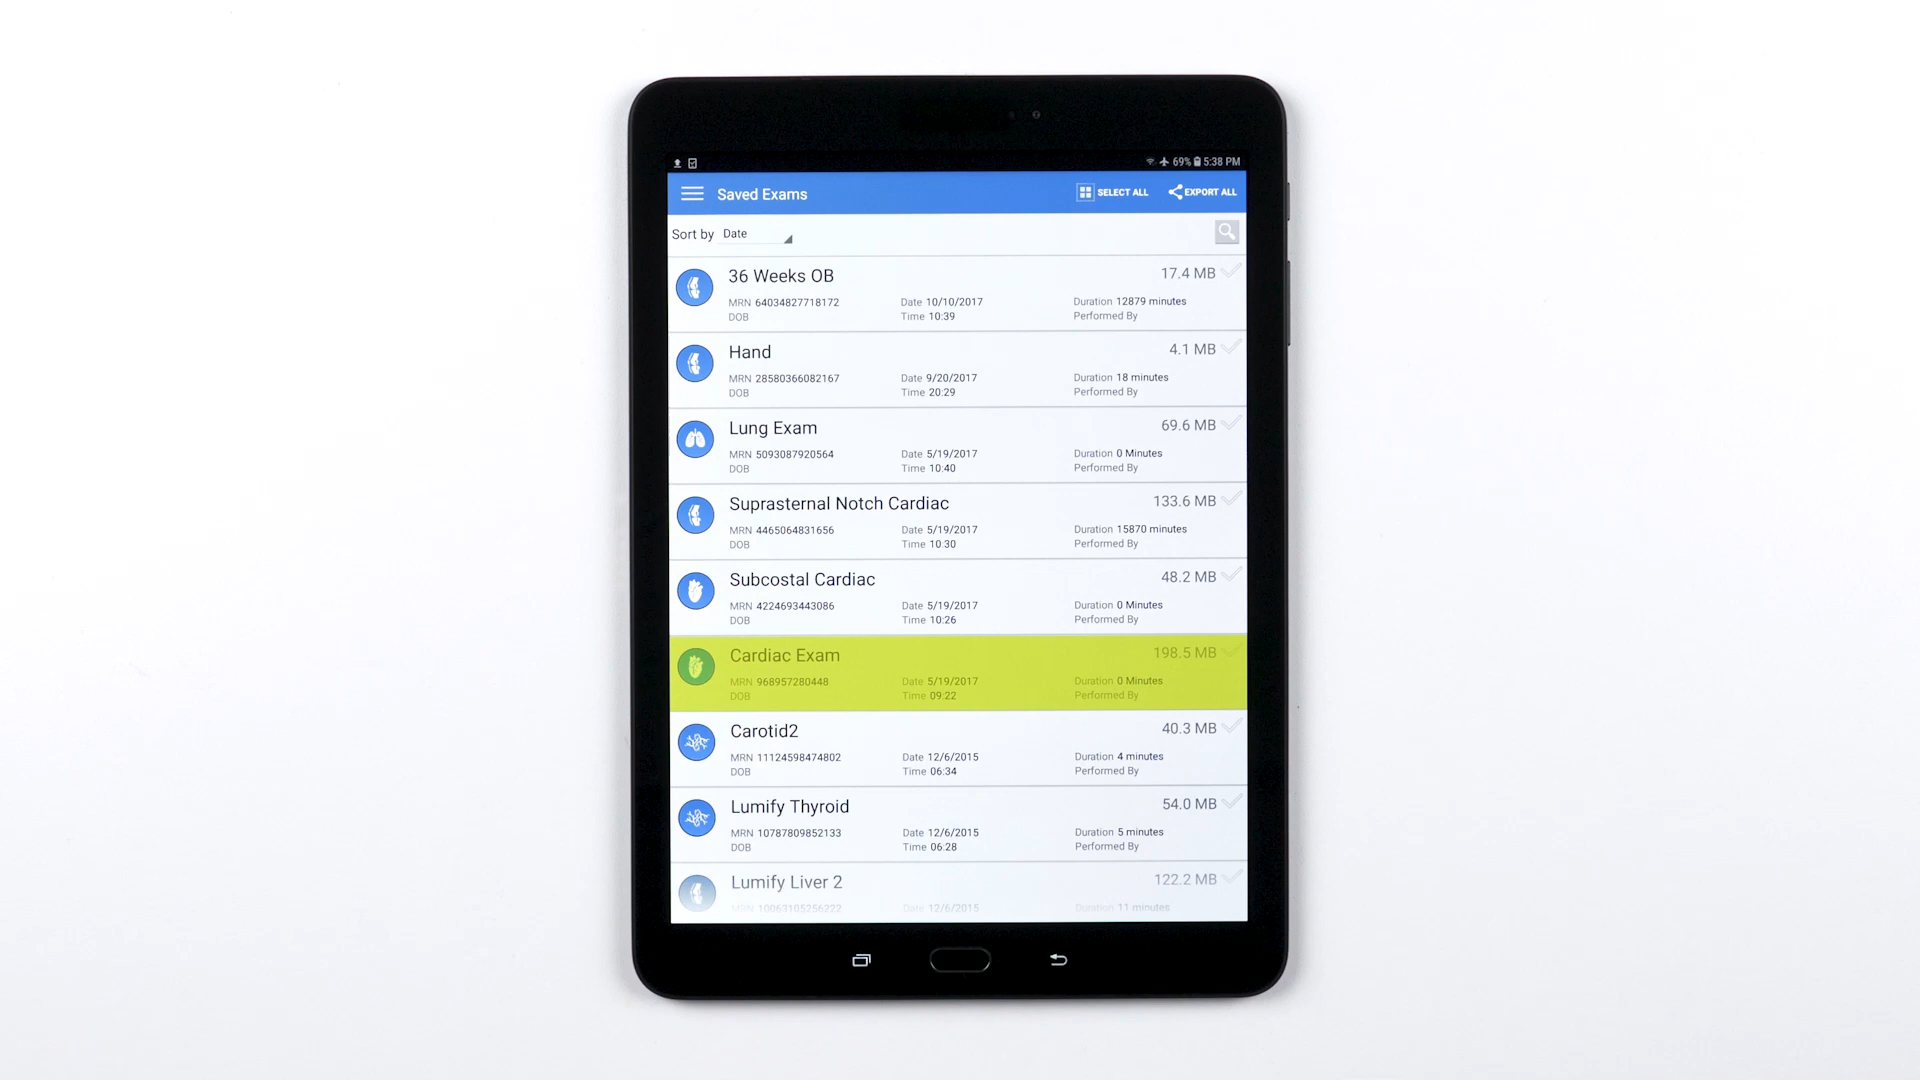 69% 5:38 PM
Saved Exams SELECT ALL EXPORT ALL
Sort by Date
36 Weeks OB 17.4 MB
MRN 64034827718172 Date 10/10/2017 Duration 12879 minutes
DOB Time 10:39 Performed By
Hand 4.1 MB
MRN 28580366082167 Date 9/20/2017 Duration 18 minutes
DOB Time 20:29 Performed By
Lung Exam 69.6 MB
MRN 5093087920564 Date 5/19/2017 Duration 0 Minutes
DOB Time 10:40 Performed By
Suprasternal Notch Cardiac 133.6 MB
MRN 4465064831656 Date 5/19/2017 Duration 15870 minutes
DOB Time 10:30 Performed By
Subcostal Cardiac 48.2 MB
MRN 4224693443086 Date 5/19/2017 Duration 0 Minutes
DOB Time 10:26 Performed By
Cardiac Exam 198.5 MB
MRN 968957280448 Date 5/19/2017 Duration 0 Minutes
DOB Time 09:22 Performed By
Carotid2 40.3 MB
MRN 11124598474802 Date 12/6/2015 Duration 4 minutes
DOB Time 06:34 Performed By
Lumify Thyroid 54.0 MB
MRN 10787809852133 Date 12/6/2015 Duration 5 minutes
DOB Time 06:28 Performed By
Lumify Liver 2 122.2 MB
MRN 10063105256222 Date 12/6/2015 Duration 11 minutes